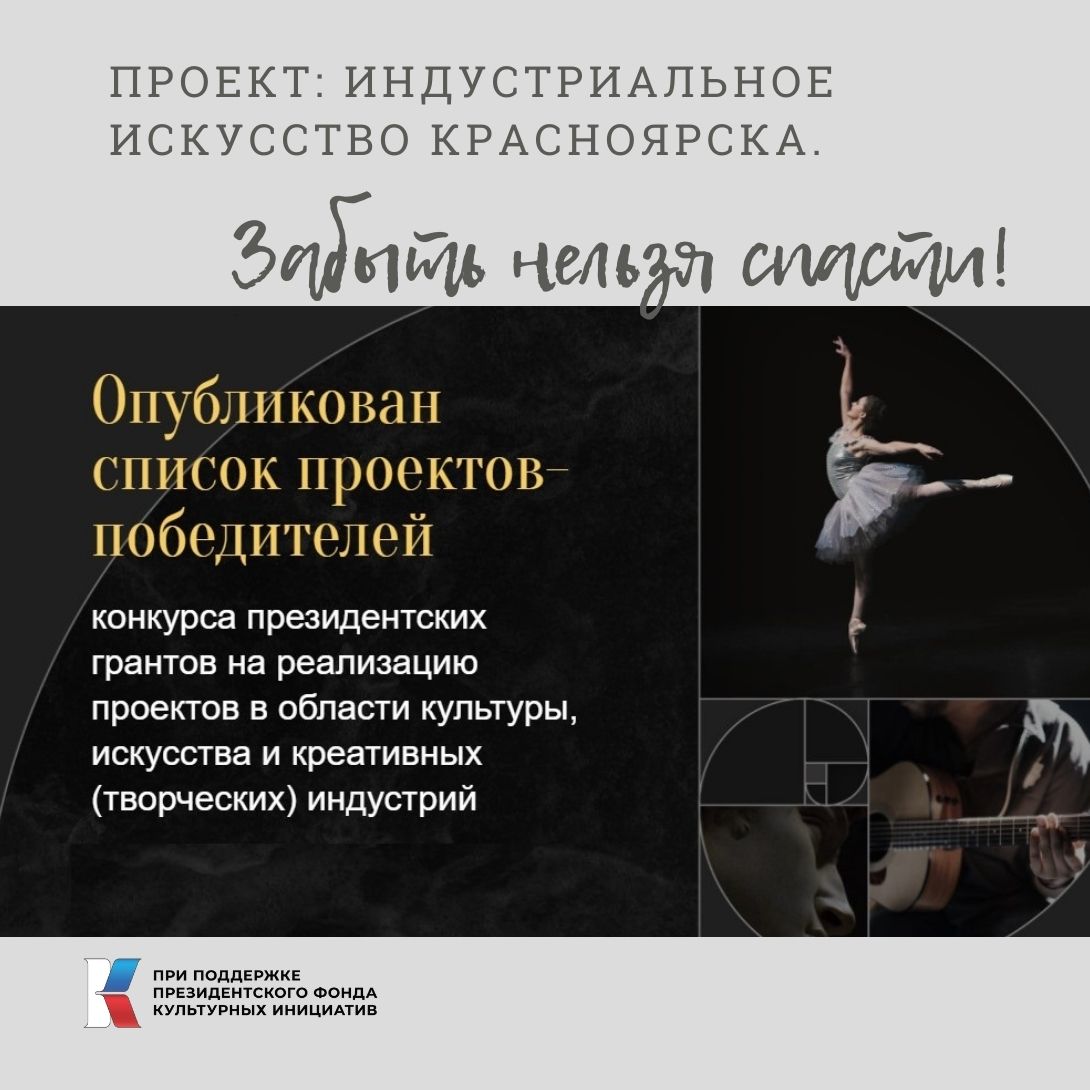 ПРОЕКТ: ИНДУСТРИАЛЬНОЕ
ИСКУССТВО КРАСНОЯРСКА.
Забыть нельзя спасти!
Опубликован
список проектов-
победителей
конкурса президентских
грантов на реализацию
проектов в области культуры,
искусства и креативных
(творческих) индустрий
ПРИ ПОДДЕРЖКЕ
ПРЕЗИДЕНТСКОГО ФОНДА
КУЛЬТУРНЫХ ИНИЦИАТИВ